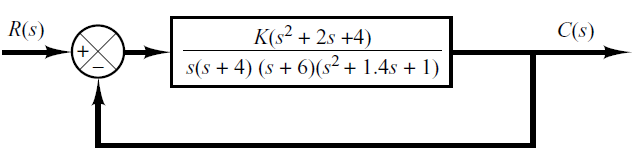 R(s)
+
−
K(s² + 2s +4)
s(s + 4) (s + 6)(s² + 1.4s + 1)
C(s)